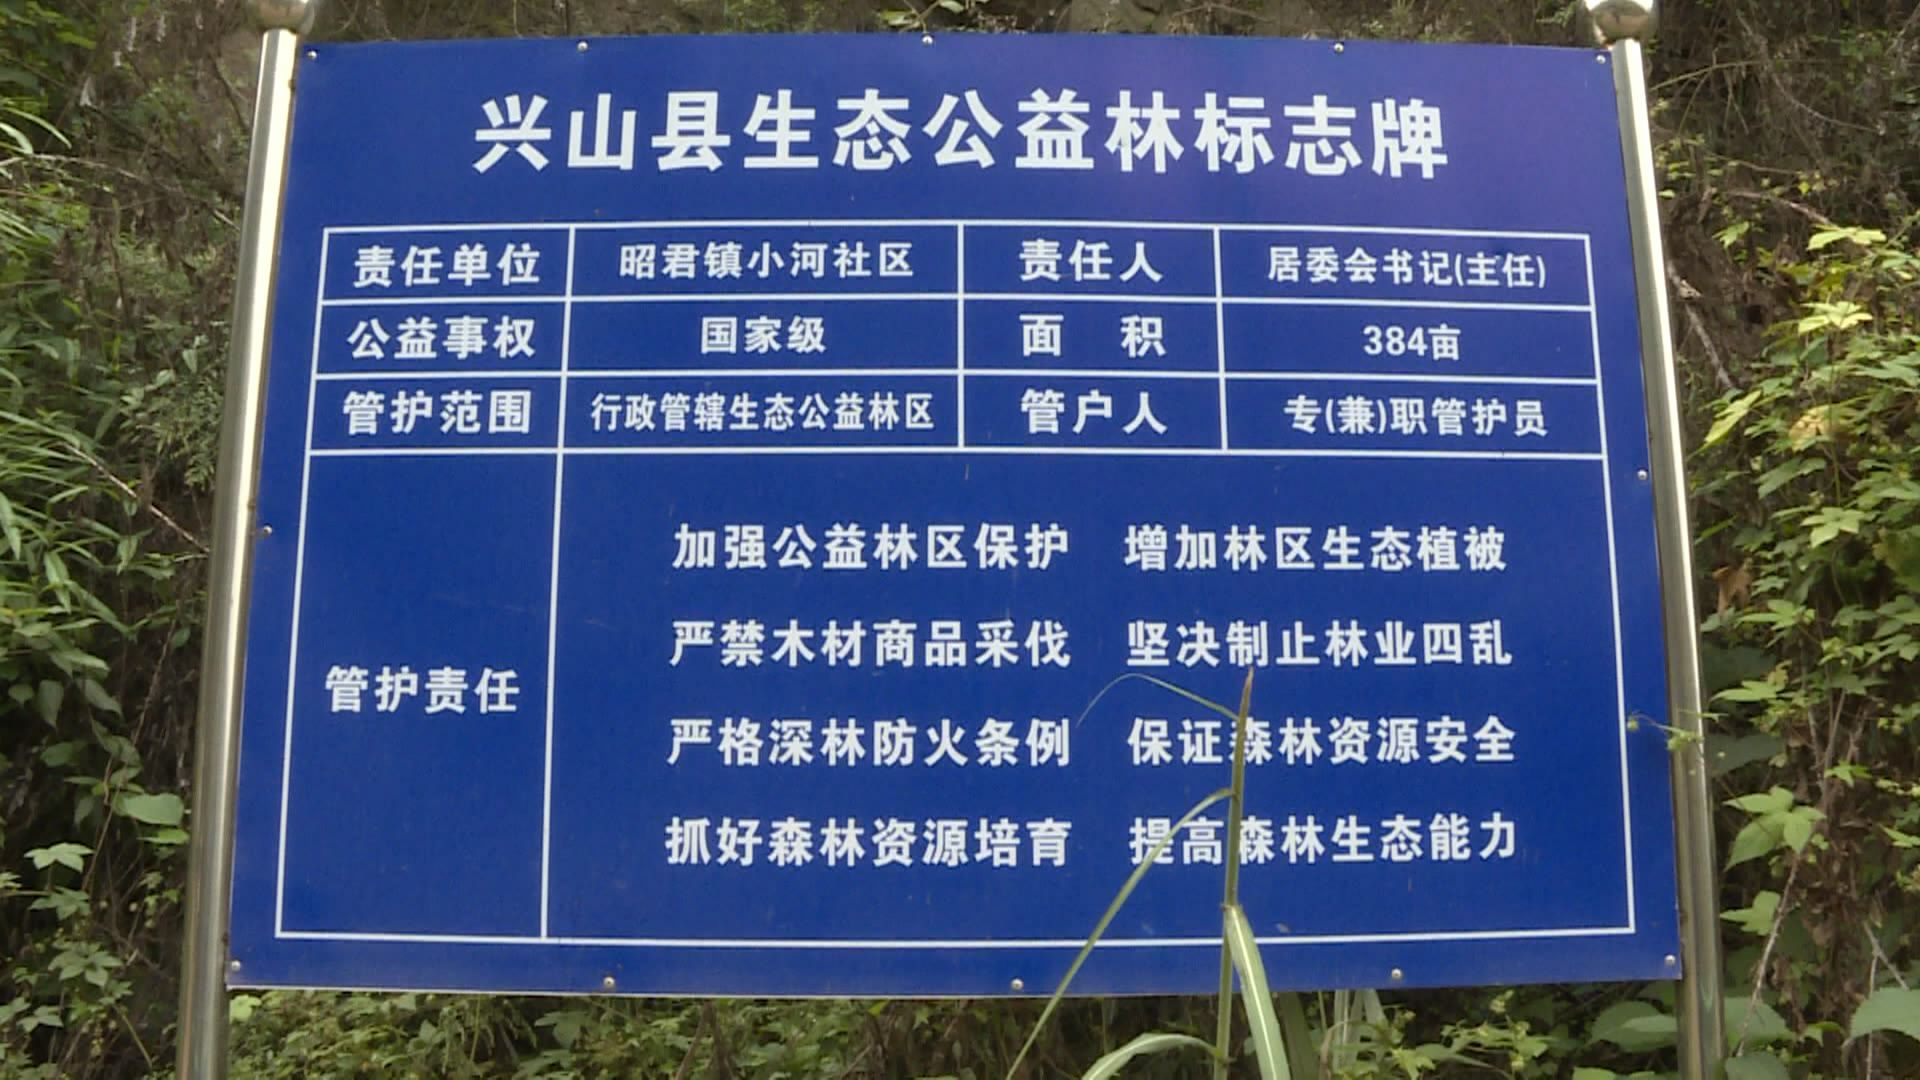 兴山县生态公益林标志牌
责任单位 昭君镇小河社区 责任人 居委会书记(主任)
公益事权 国家级 面 积 384亩
管护范围 行政管辖生态公益林区 管户人 专(兼)职管护员
管护责任
加强公益林区保护 增加林区生态植被
严禁木材商品采伐 坚决制止林业四乱
严格深林防火条例 保证森林资源安全
抓好森林资源培育 提高森林生态能力